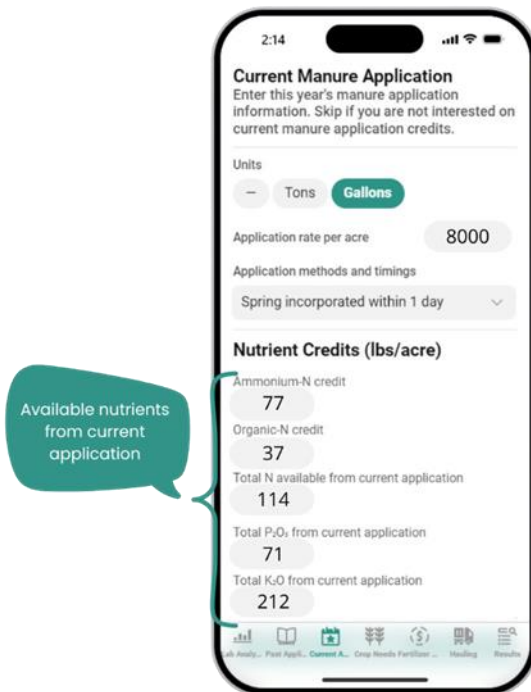 2:14
Current Manure Application
Enter this year's manure application
information. Skip if you are not interested on
current manure application credits.
Units
– Tons Gallons
Application rate per acre 8000
Application methods and timings
Spring incorporated within 1 day
Nutrient Credits (lbs/acre)
Ammonium-N credit
77
Organic-N credit
37
Total N available from current application
114
Total P₂O₅ from current application
71
Total K₂O from current application
212
Available nutrients
from current
application
Lab Analy... Past Appli... Current A... Crop Needs Fertilizer ... Hauling Results